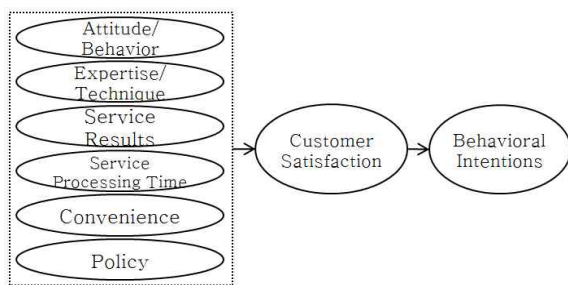 Attitude/
Behavior
Expertise/
Technique
Service
Results
Service
Processing Time
Convenience
Policy
Customer
Satisfaction
Behavioral
Intentions